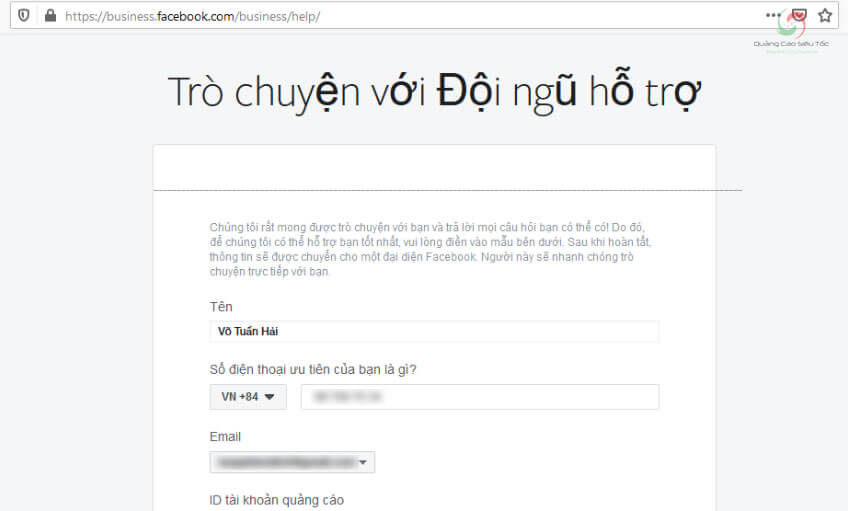 https://business.facebook.com/business/help/
Quảng Cáo Siêu Tốc
Trò chuyện với Đội ngũ hỗ trợ
Chúng tôi rất mong được trò chuyện với bạn và trả lời mọi câu hỏi bạn có thể có! Do đó,
để chúng tôi có thể hỗ trợ bạn tốt nhất, vui lòng điền vào mẫu bên dưới. Sau khi hoàn tất,
thông tin sẽ được chuyển cho một đại diện Facebook. Người này sẽ nhanh chóng trò
chuyện trực tiếp với bạn.
Tên
Võ Tuấn Hải
Số điện thoại ưu tiên của bạn là gì?
VN +84
Email
ID tài khoản quảng cáo